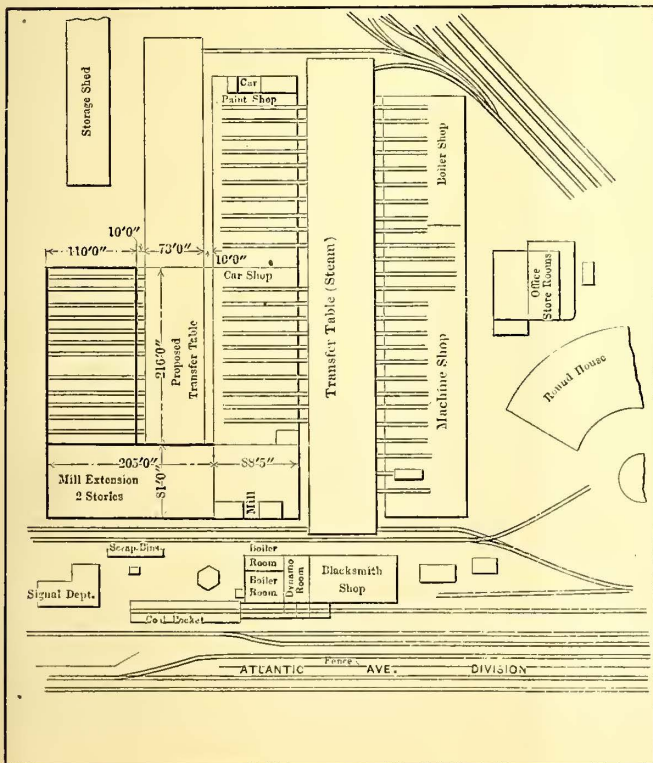 Storage Shed
Car
Paint Shop
Boiler Shop
10'0"
110'0"
73'0"
10'0"
Car Shop
Transfer Table (Steam)
Office
Store Rooms
216'0"
Proposed
Transfer Table
Machine Shop
Round House
205'0"
88'5"
81'0"
Mill Extension
2 Stories
Mill
Scrap Bins
Boiler
Room
Boiler
Room
Dynamo
Room
Blacksmith
Shop
Signal Dept.
Coal Pocket
Fence
ATLANTIC AVE. DIVISION